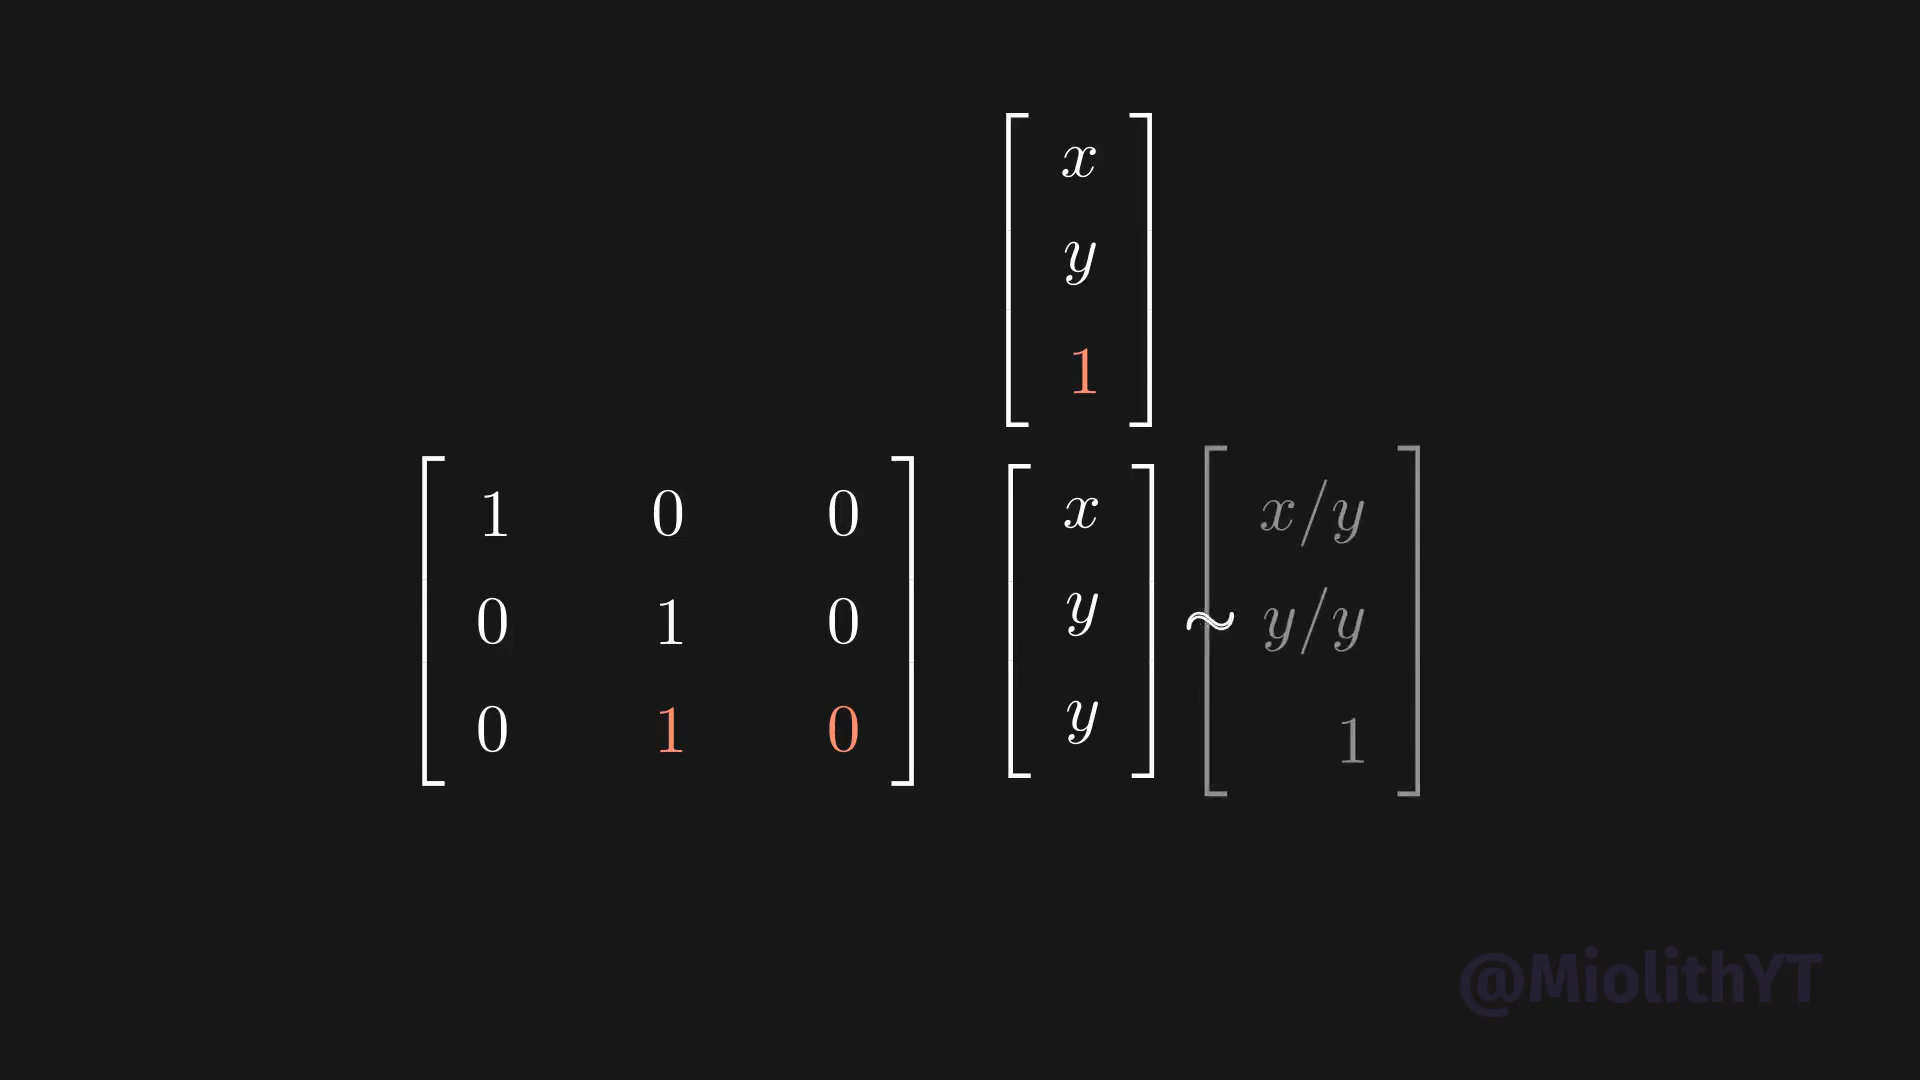 x
y
1
1 0 0 x x/y
0 1 0 y ~ y/y
0 1 0 y 1
@MiolithYT